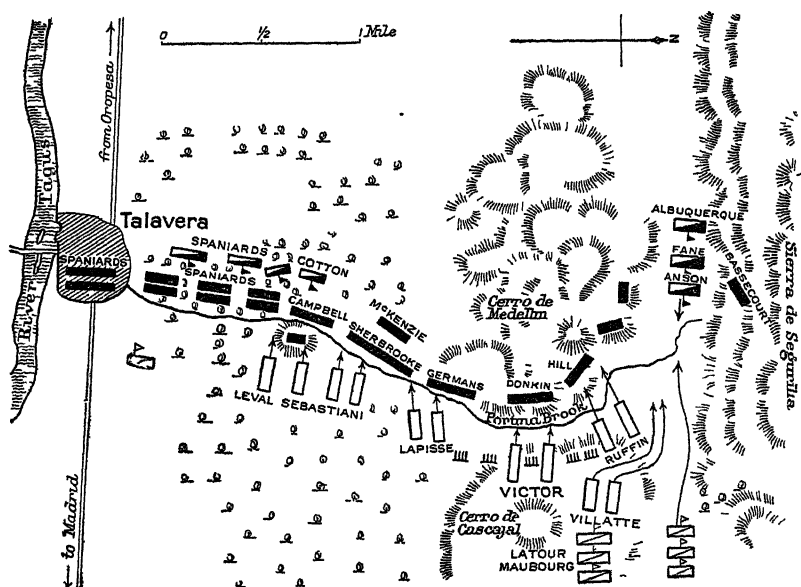 0 1/2 1 Mile
N
from Oropesa
River Tagus
Talavera
SPANIARDS
SPANIARDS
SPANIARDS
COTTON
CAMPBELL
McKENZIE
SHERBROOKE
GERMANS
DONKIN
HILL
Cerro de
Medellin
ALBUQUERQUE
FANE
ANSON
BASSECOURT
Sierra de Segurilla
Portina Brook
LEVAL
SEBASTIANI
LAPISSE
VICTOR
RUFFIN
VILLATTE
Cerro de
Cascajal
LATOUR
MAUBOURG
to Madrid